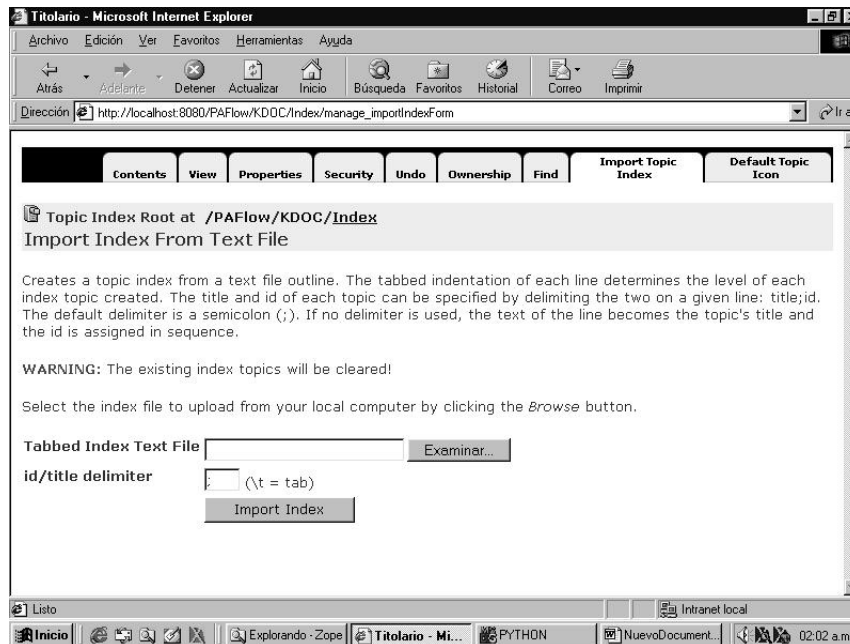 Titolario - Microsoft Internet Explorer
Archivo Edición Ver Favoritos Herramientas Ayuda
Atrás Adelante Detener Actualizar Inicio Búsqueda Favoritos Historial Correo Imprimir
Dirección http://localhost:8080/PAFlow/KDOC/Index/manage_importIndexForm Ir a
Contents View Properties Security Undo Ownership Find Import Topic Index Default Topic Icon
Topic Index Root at /PAFlow/KDOC/Index
Import Index From Text File
Creates a topic index from a text file outline. The tabbed indentation of each line determines the level of each
index topic created. The title and id of each topic can be specified by delimiting the two on a given line: title;id.
The default delimiter is a semicolon (;). If no delimiter is used, the text of the line becomes the topic's title and
the id is assigned in sequence.
WARNING: The existing index topics will be cleared!
Select the index file to upload from your local computer by clicking the Browse button.
Tabbed Index Text File Examinar...
id/title delimiter ; (\t = tab)
Import Index
Listo Intranet local
Inicio Explorando - Zope Titolario - Mi... PYTHON NuevoDocument... 02:02 a.m.